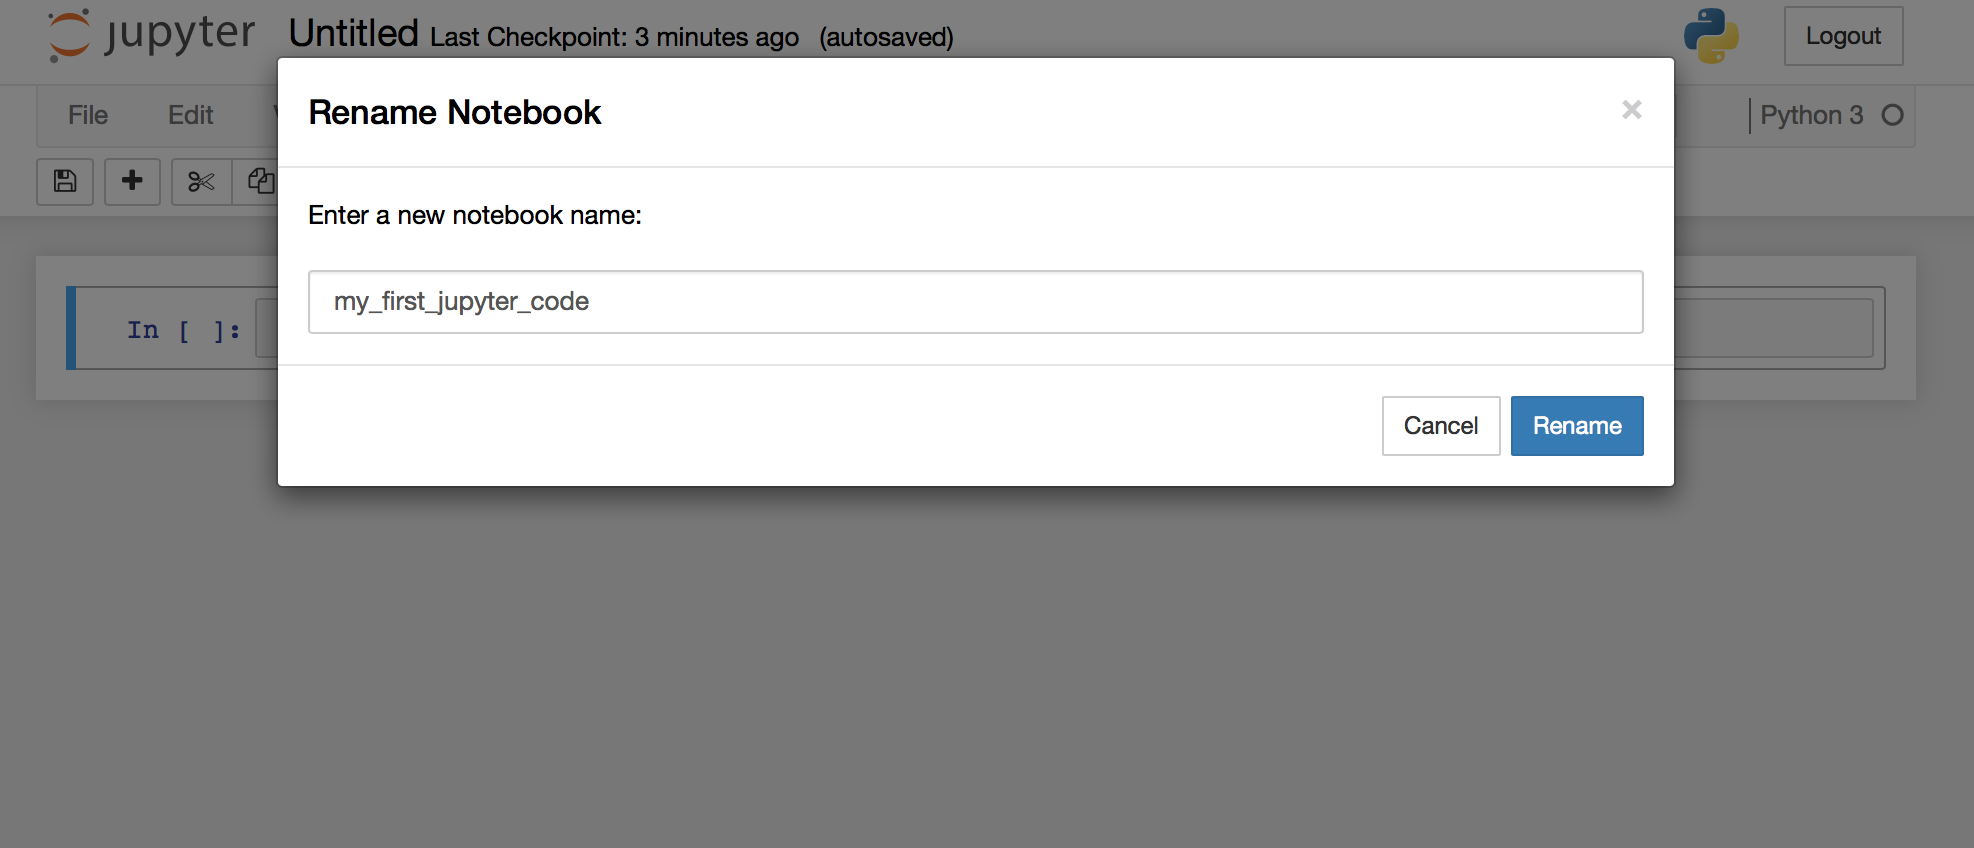 jupyter Untitled Last Checkpoint: 3 minutes ago (autosaved) Logout
File Edit Python 3
Rename Notebook ×
Enter a new notebook name:
my_first_jupyter_code
In [ ]:
Cancel Rename